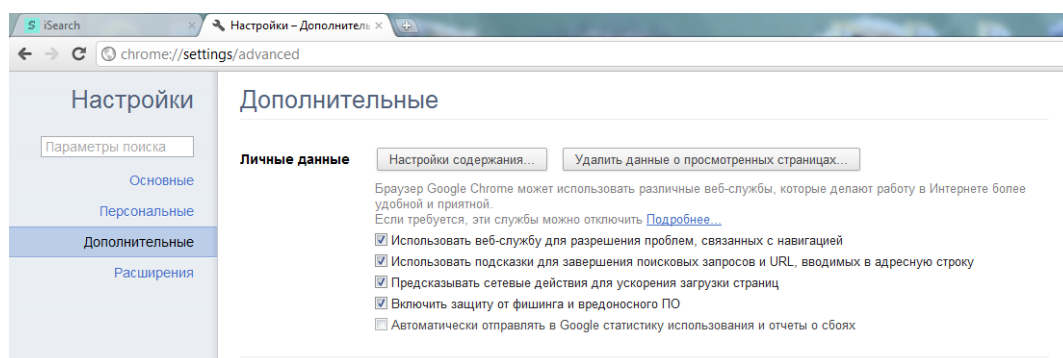 iSearch
Настройки – Дополнитель
chrome://settings/advanced
Настройки
Параметры поиска
Основные
Персональные
Дополнительные
Расширения
Дополнительные
Личные данные
Настройки содержания...
Удалить данные о просмотренных страницах...
Браузер Google Chrome может использовать различные веб-службы, которые делают работу в Интернете более
удобной и приятной.
Если требуется, эти службы можно отключить Подробнее...
Использовать веб-службу для разрешения проблем, связанных с навигацией
Использовать подсказки для завершения поисковых запросов и URL, вводимых в адресную строку
Предсказывать сетевые действия для ускорения загрузки страниц
Включить защиту от фишинга и вредоносного ПО
Автоматически отправлять в Google статистику использования и отчеты о сбоях